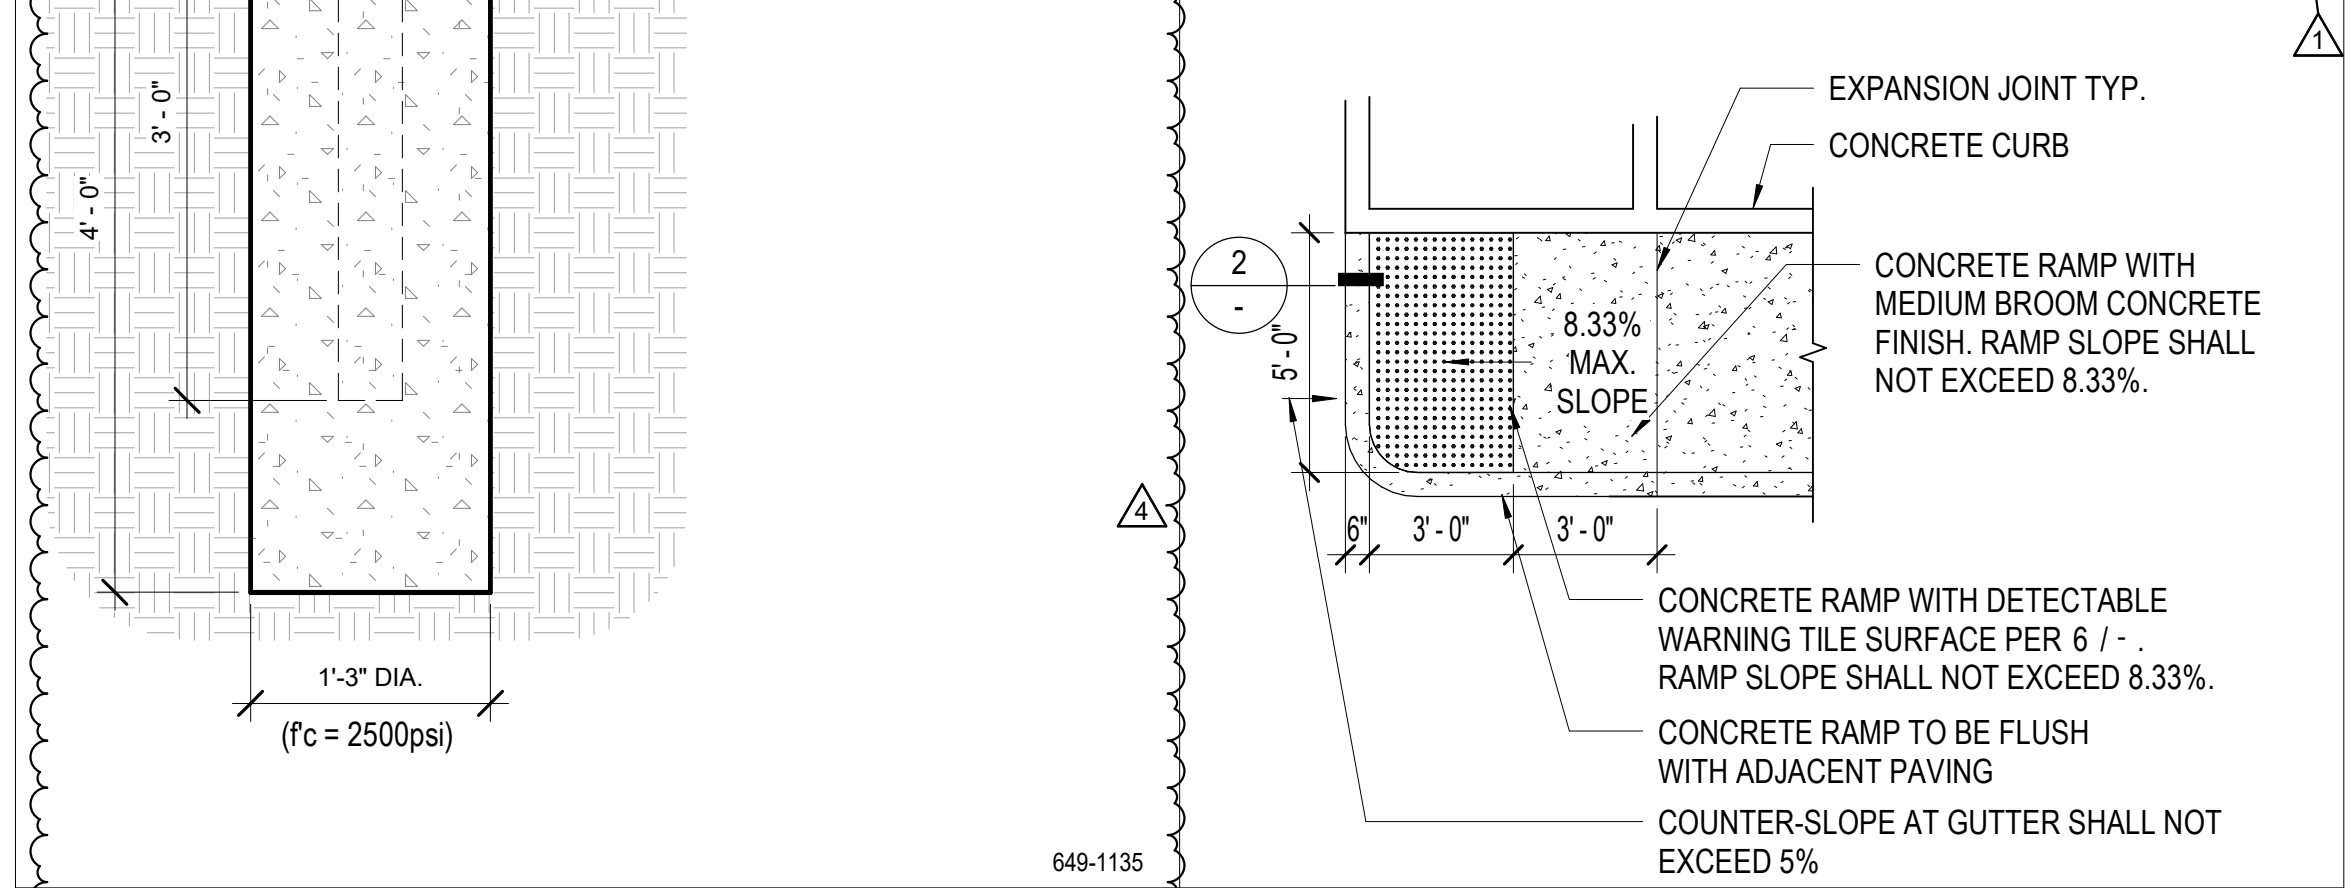 3' - 0"
4' - 0"
1'-3" DIA.
(f'c = 2500psi)
649-1135
4
1
EXPANSION JOINT TYP.
CONCRETE CURB
2
-
5' - 0"
8.33%
MAX.
SLOPE
CONCRETE RAMP WITH
MEDIUM BROOM CONCRETE
FINISH. RAMP SLOPE SHALL
NOT EXCEED 8.33%.
6"
3' - 0"
3' - 0"
CONCRETE RAMP WITH DETECTABLE
WARNING TILE SURFACE PER 6 / - .
RAMP SLOPE SHALL NOT EXCEED 8.33%.
CONCRETE RAMP TO BE FLUSH
WITH ADJACENT PAVING
COUNTER-SLOPE AT GUTTER SHALL NOT
EXCEED 5%